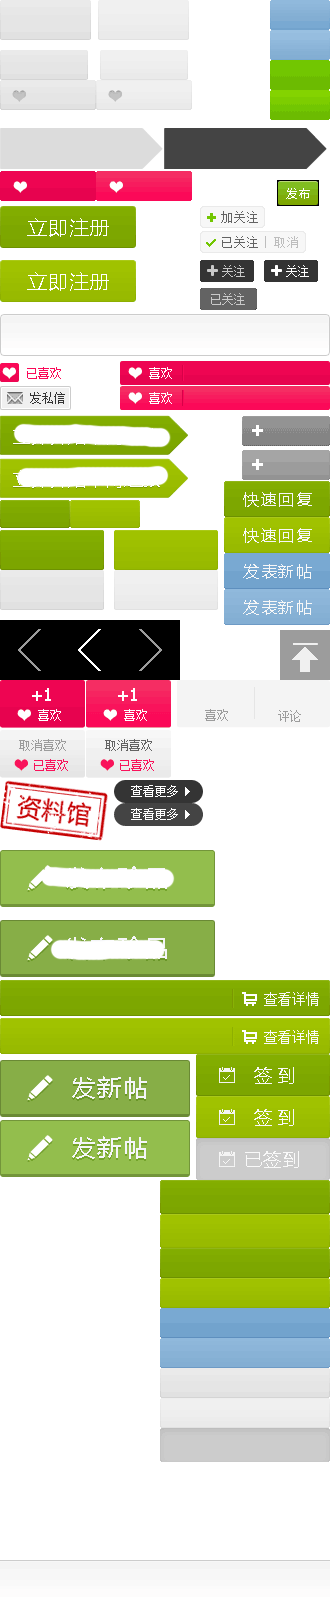 发布
立即注册
加关注
已关注 取消
立即注册
关注 关注
已关注
已喜欢
喜欢
发私信
喜欢
快速回复
快速回复
发表新帖
发表新帖
+1
喜欢
+1
喜欢
喜欢
评论
取消喜欢
已喜欢
取消喜欢
已喜欢
资料馆
查看更多
查看更多
查看详情
查看详情
发新帖
签到
签到
发新帖
已签到